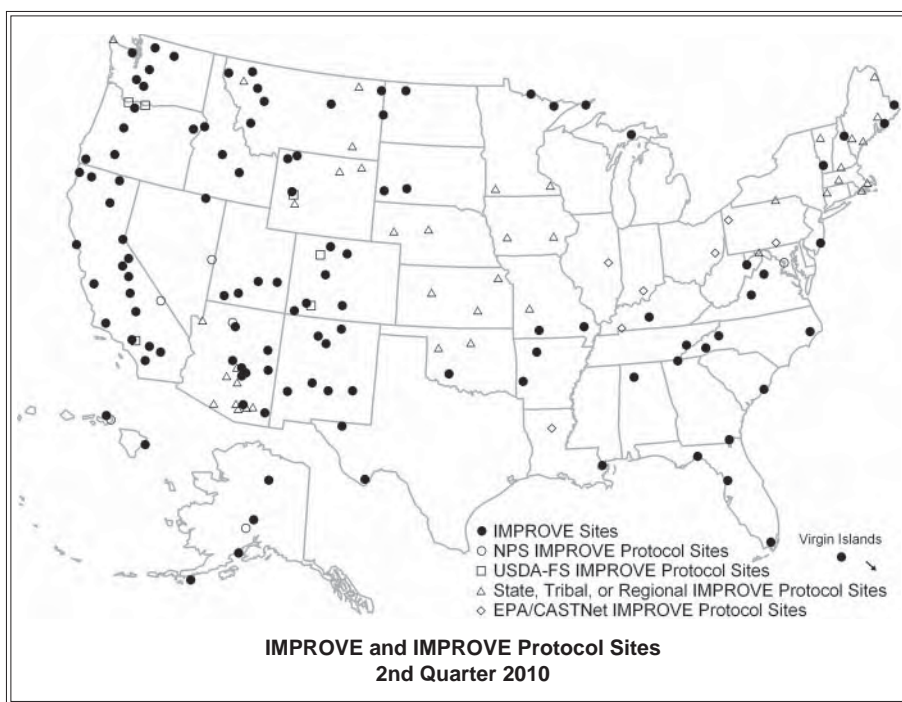 IMPROVE Sites
NPS IMPROVE Protocol Sites
USDA-FS IMPROVE Protocol Sites
State, Tribal, or Regional IMPROVE Protocol Sites
EPA/CASTNet IMPROVE Protocol Sites
Virgin Islands
IMPROVE and IMPROVE Protocol Sites
2nd Quarter 2010